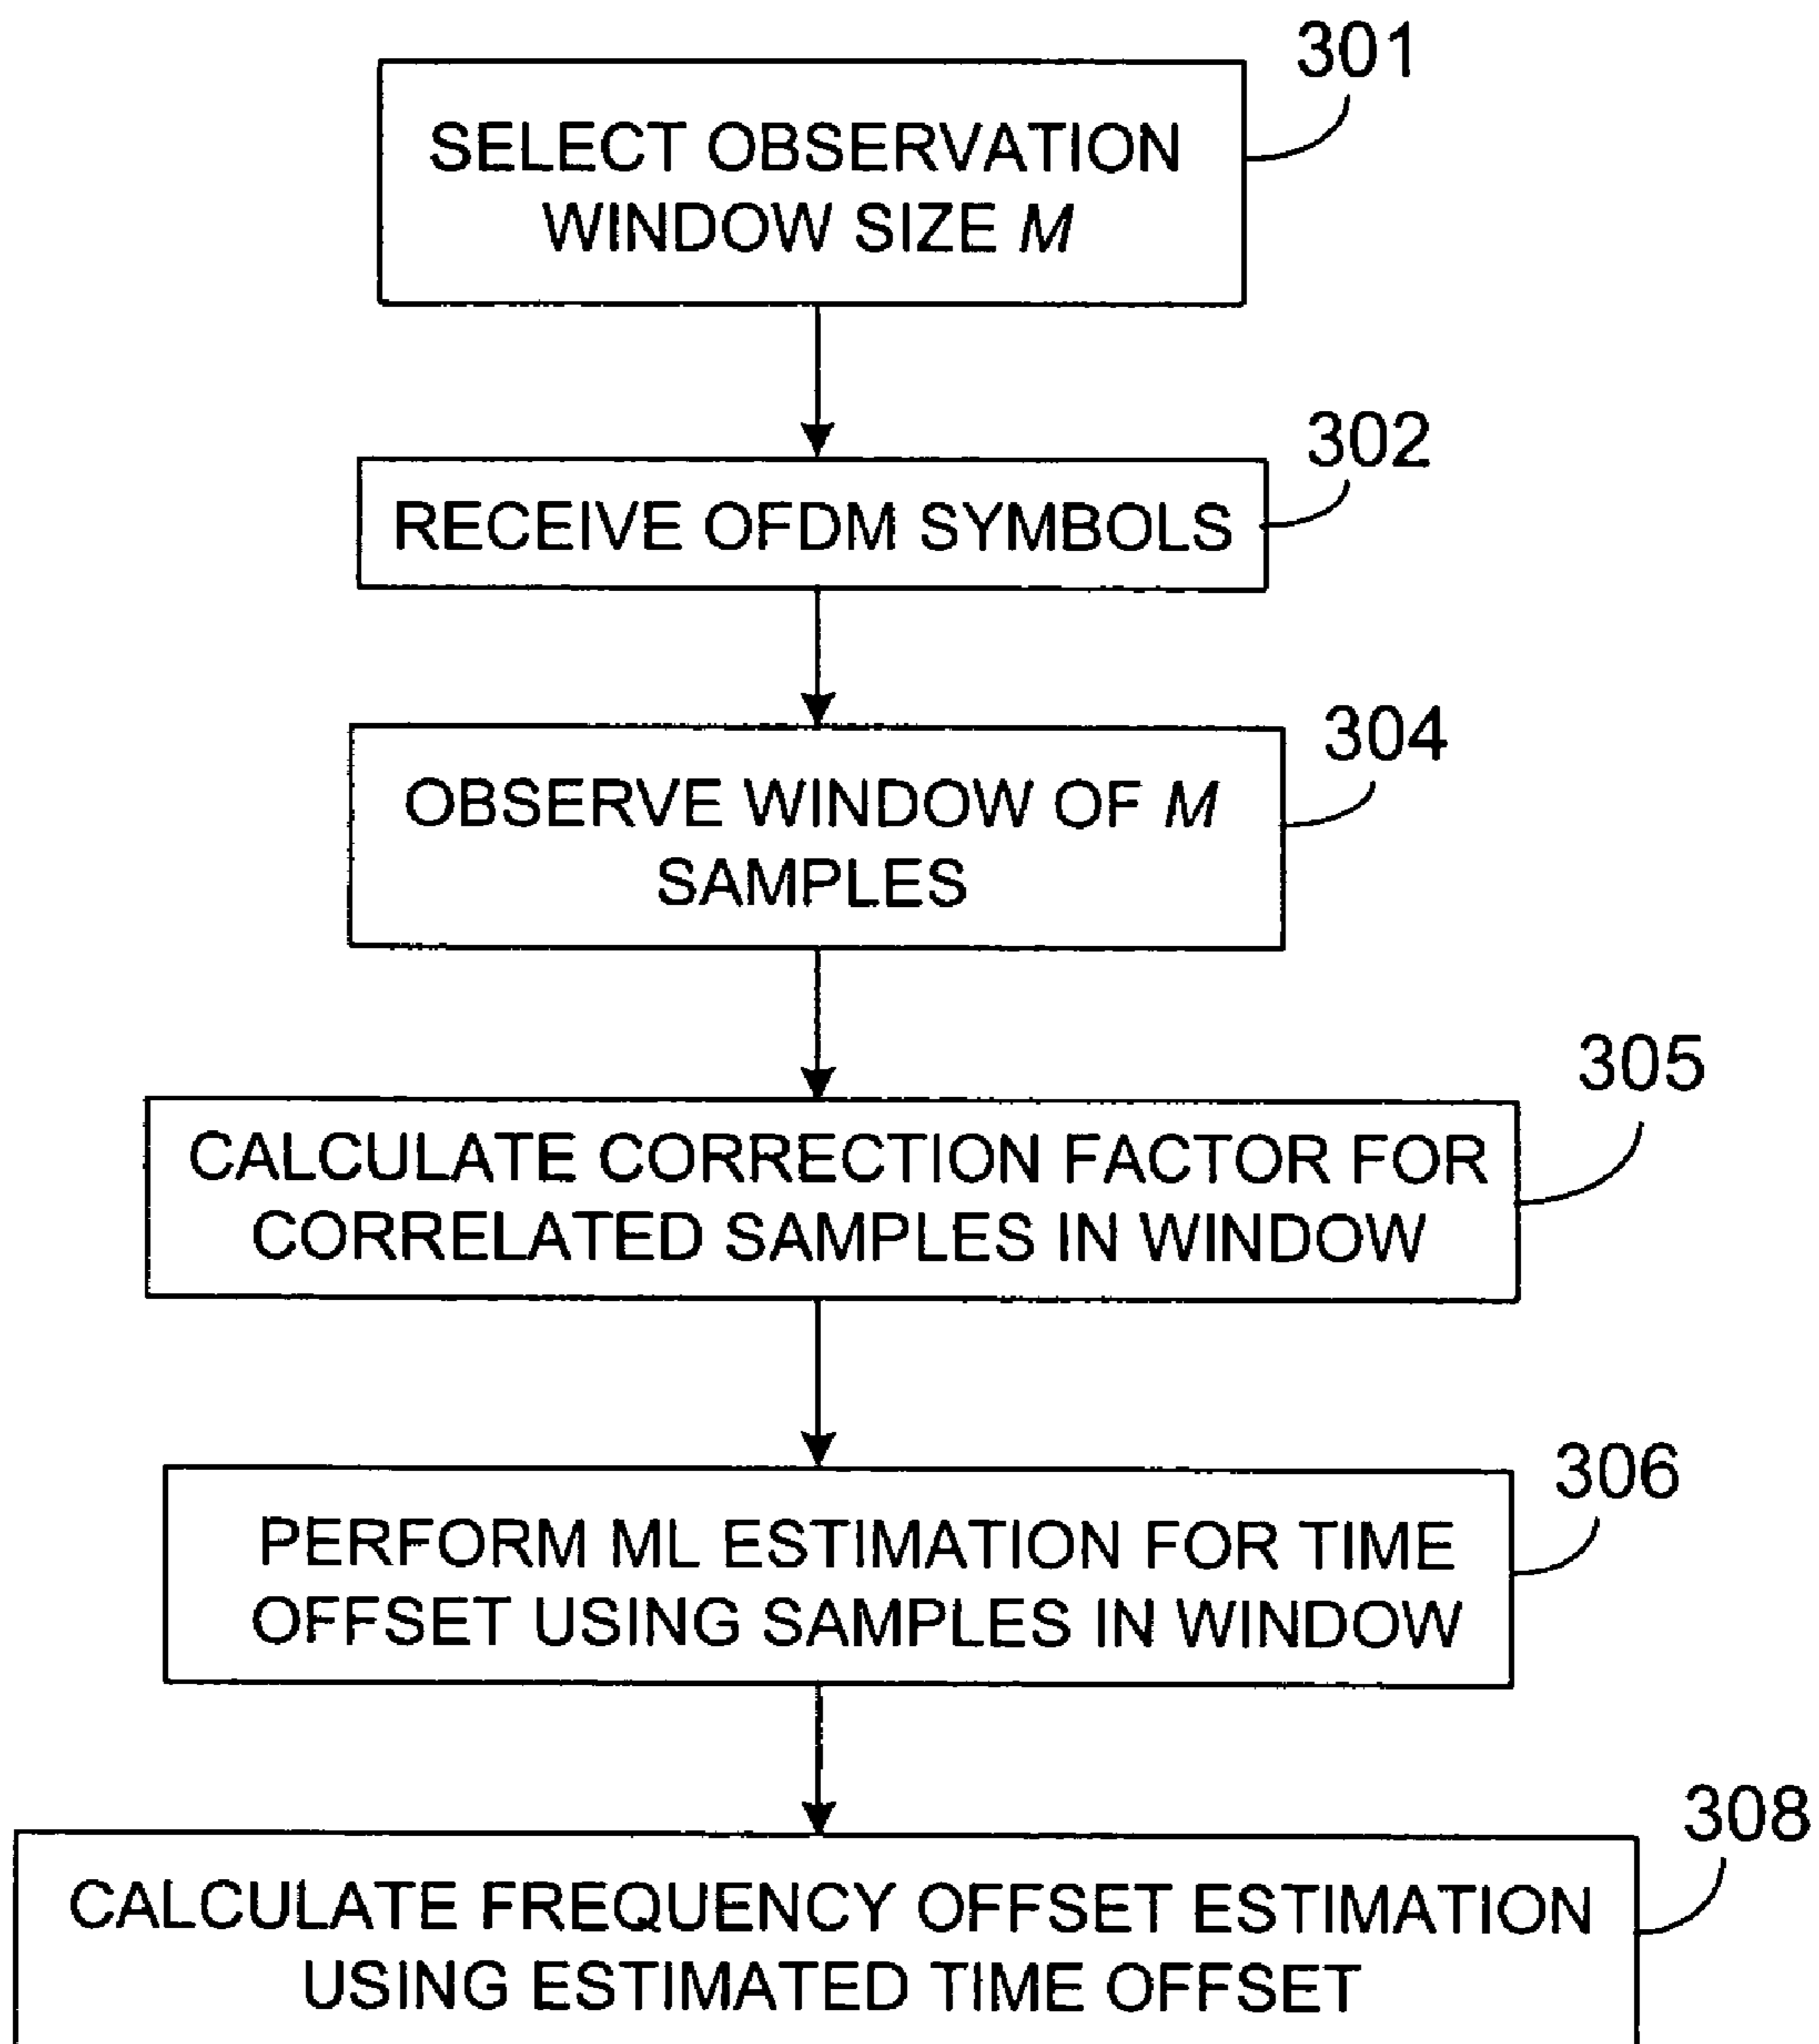 301
SELECT OBSERVATION
WINDOW SIZE M
302
RECEIVE OFDM SYMBOLS
304
OBSERVE WINDOW OF M
SAMPLES
305
CALCULATE CORRECTION FACTOR FOR
CORRELATED SAMPLES IN WINDOW
306
PERFORM ML ESTIMATION FOR TIME
OFFSET USING SAMPLES IN WINDOW
308
CALCULATE FREQUENCY OFFSET ESTIMATION
USING ESTIMATED TIME OFFSET